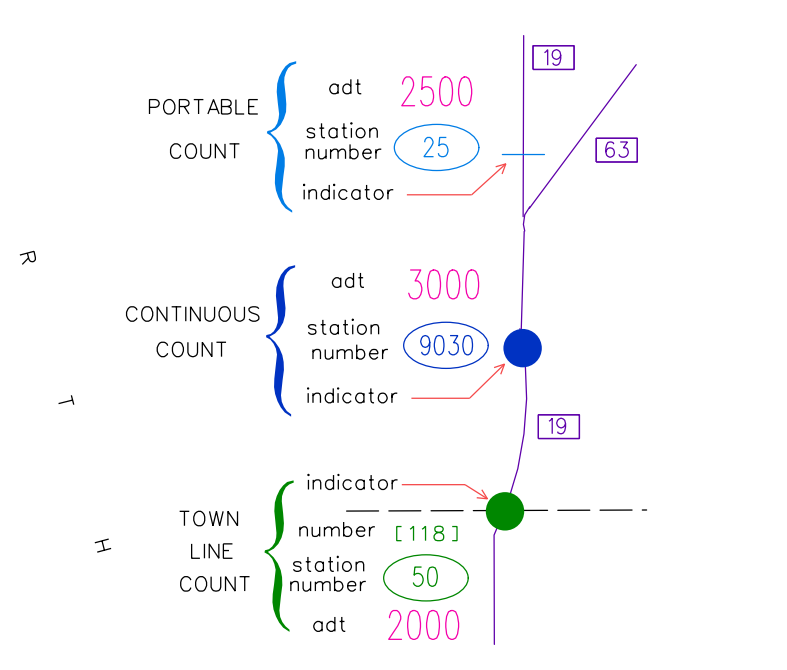 19
adt 2500
PORTABLE
COUNT
station
number
25
63
indicator
R
adt 3000
CONTINUOUS
COUNT
station
number
9030
indicator
T
19
indicator
TOWN
LINE
COUNT
number [118]
station
number
50
H
adt 2000